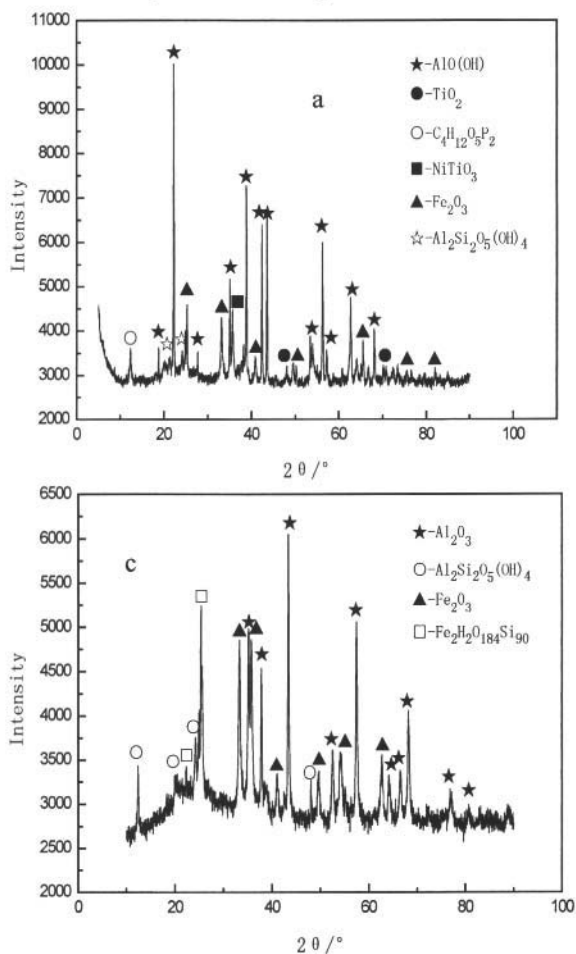 11000
10000
9000
8000
7000
6000
5000
4000
3000
2000
Intensity
a
★-AlO(OH)
●-TiO₂
○-C₄H₁₂O₅P₂
■-NiTiO₃
▲-Fe₂O₃
☆-Al₂Si₂O₅(OH)₄
0 20 40 60 80 100
2θ/°
6500
6000
5500
5000
4500
4000
3500
3000
2500
2000
Intensity
c
★-Al₂O₃
○-Al₂Si₂O₅(OH)₄
▲-Fe₂O₃
□-Fe₂H₂O₁₈₄Si₉₀
0 20 40 60 80 100
2θ/°